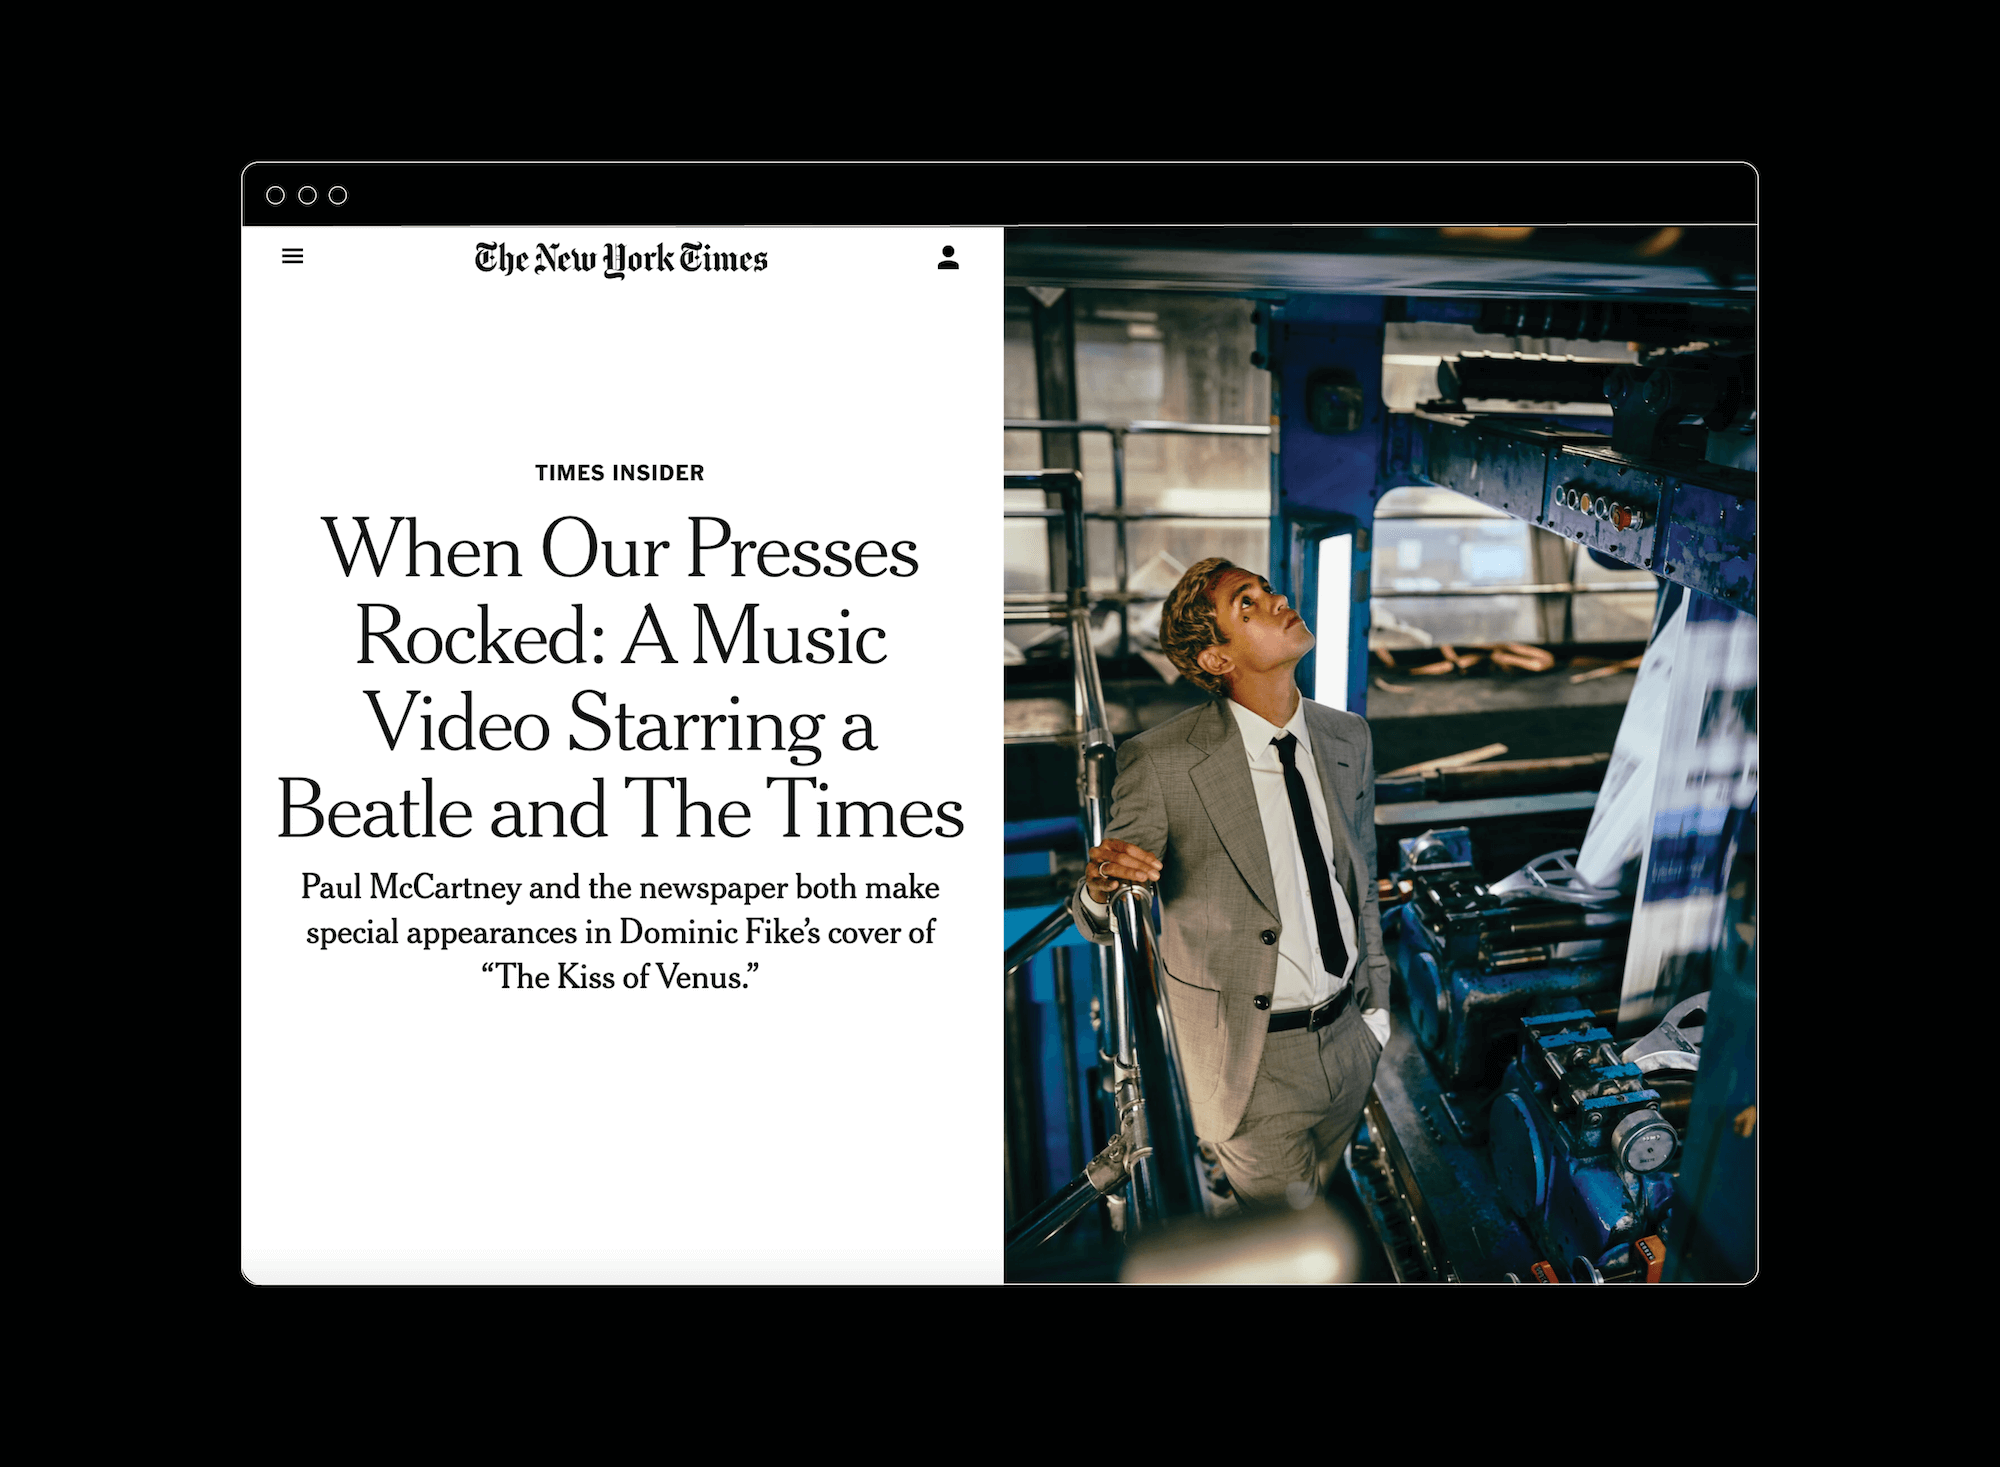 The New York Times
TIMES INSIDER
When Our Presses
Rocked: A Music
Video Starring a
Beatle and The Times
Paul McCartney and the newspaper both make
special appearances in Dominic Fike’s cover of
“The Kiss of Venus.”